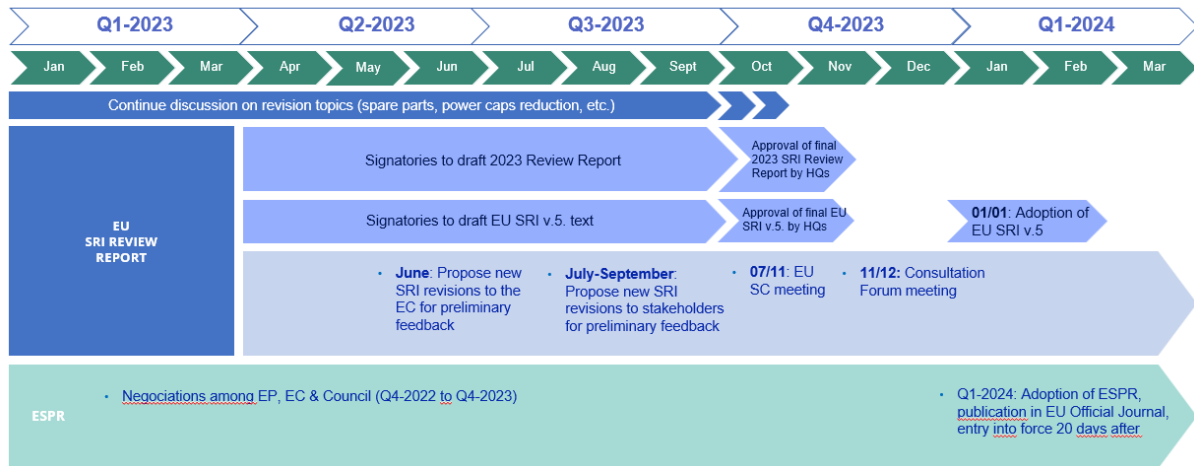 Q1-2023
Q2-2023
Q3-2023
Q4-2023
Q1-2024
Jan
Feb
Mar
Apr
May
Jun
Jul
Aug
Sept
Oct
Nov
Dec
Jan
Feb
Mar
Continue discussion on revision topics (spare parts, power caps reduction, etc.)
EU
SRI REVIEW
REPORT
Signatories to draft 2023 Review Report
Approval of final
2023 SRI Review
Report by HQs
Signatories to draft EU SRI v.5. text
Approval of final EU
SRI v.5. by HQs
01/01: Adoption of
EU SRI v.5
• June: Propose new
SRI revisions to the
EC for preliminary
feedback
• July-September:
Propose new SRI
revisions to stakeholders
for preliminary feedback
• 07/11: EU
SC meeting
• 11/12: Consultation
Forum meeting
ESPR
• Negociations among EP, EC & Council (Q4-2022 to Q4-2023)
• Q1-2024: Adoption of ESPR,
publication in EU Official Journal,
entry into force 20 days after